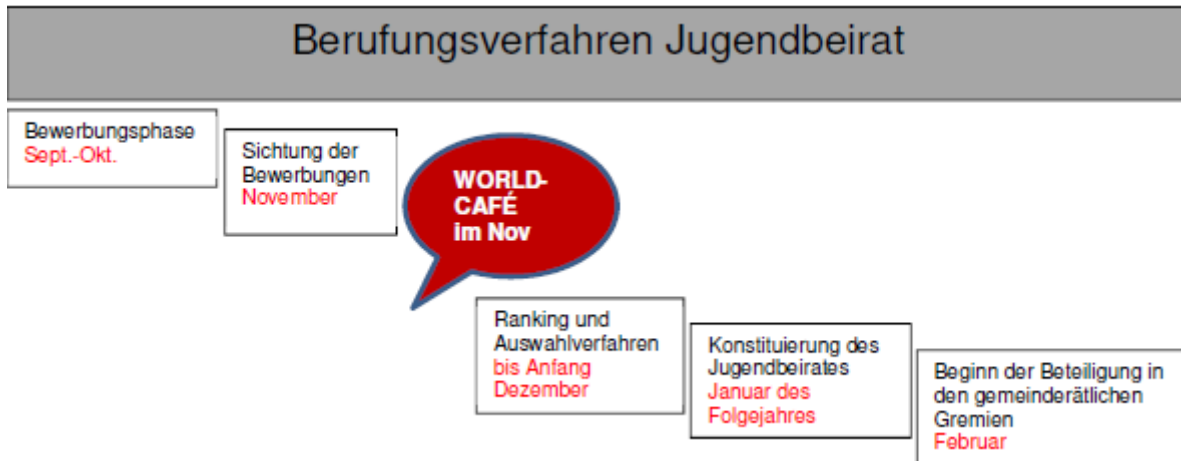 Berufungsverfahren Jugendbeirat
Bewerbungsphase
Sept.-Okt.
Sichtung der
Bewerbungen
November
WORLD-
CAFÉ
im Nov
Ranking und
Auswahlverfahren
bis Anfang
Dezember
Konstituierung des
Jugendbeirates
Januar des
Folgejahres
Beginn der Beteiligung in
den gemeinderätlichen
Gremien
Februar